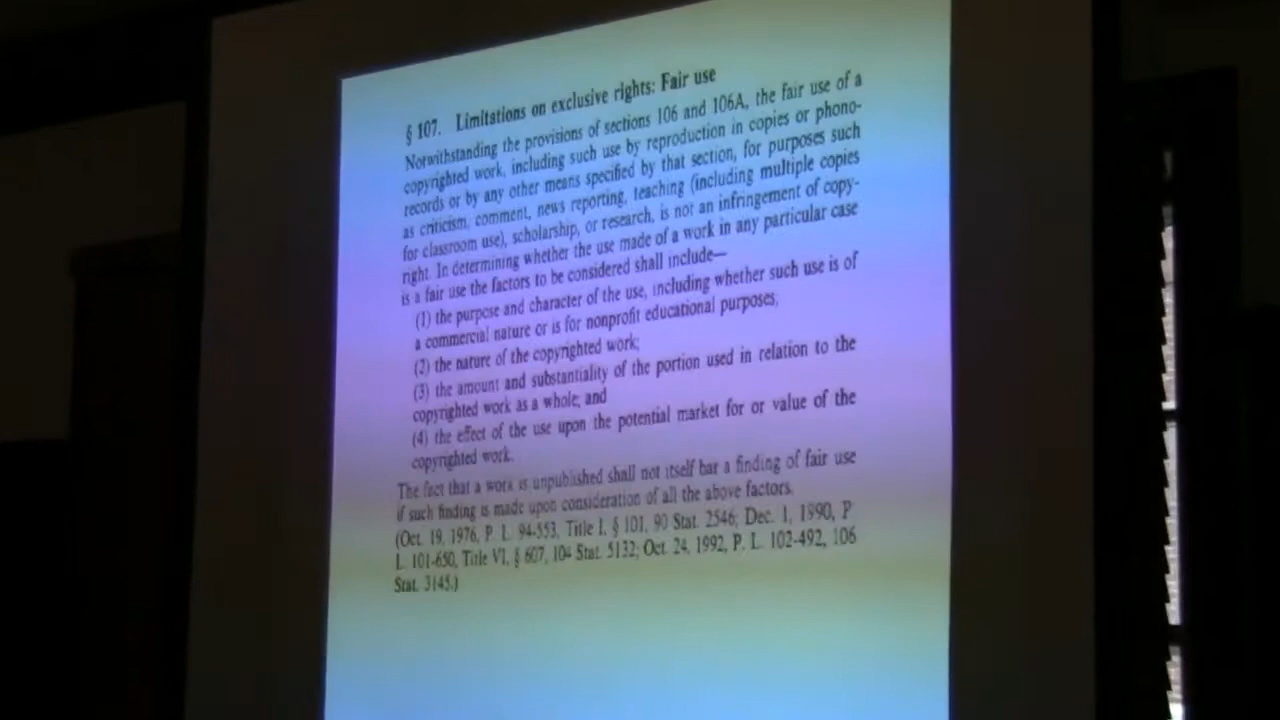 § 107. Limitations on exclusive rights: Fair use
Notwithstanding the provisions of sections 106 and 106A, the fair use of a
copyrighted work, including such use by reproduction in copies or phono-
records or by any other means specified by that section, for purposes such
as criticism, comment, news reporting, teaching (including multiple copies
for classroom use), scholarship, or research, is not an infringement of copy-
right. In determining whether the use made of a work in any particular case
is a fair use the factors to be considered shall include—
(1) the purpose and character of the use, including whether such use is of
a commercial nature or is for nonprofit educational purposes;
(2) the nature of the copyrighted work;
(3) the amount and substantiality of the portion used in relation to the
copyrighted work as a whole; and
(4) the effect of the use upon the potential market for or value of the
copyrighted work.
The fact that a work is unpublished shall not itself bar a finding of fair use
if such finding is made upon consideration of all the above factors.
(Oct. 19, 1976, P. L. 94-553, Title I, § 101, 90 Stat. 2546; Dec. 1, 1990, P.
L. 101-650, Title VI, § 607, 104 Stat. 5132; Oct. 24, 1992, P. L. 102-492, 106
Stat. 3145.)